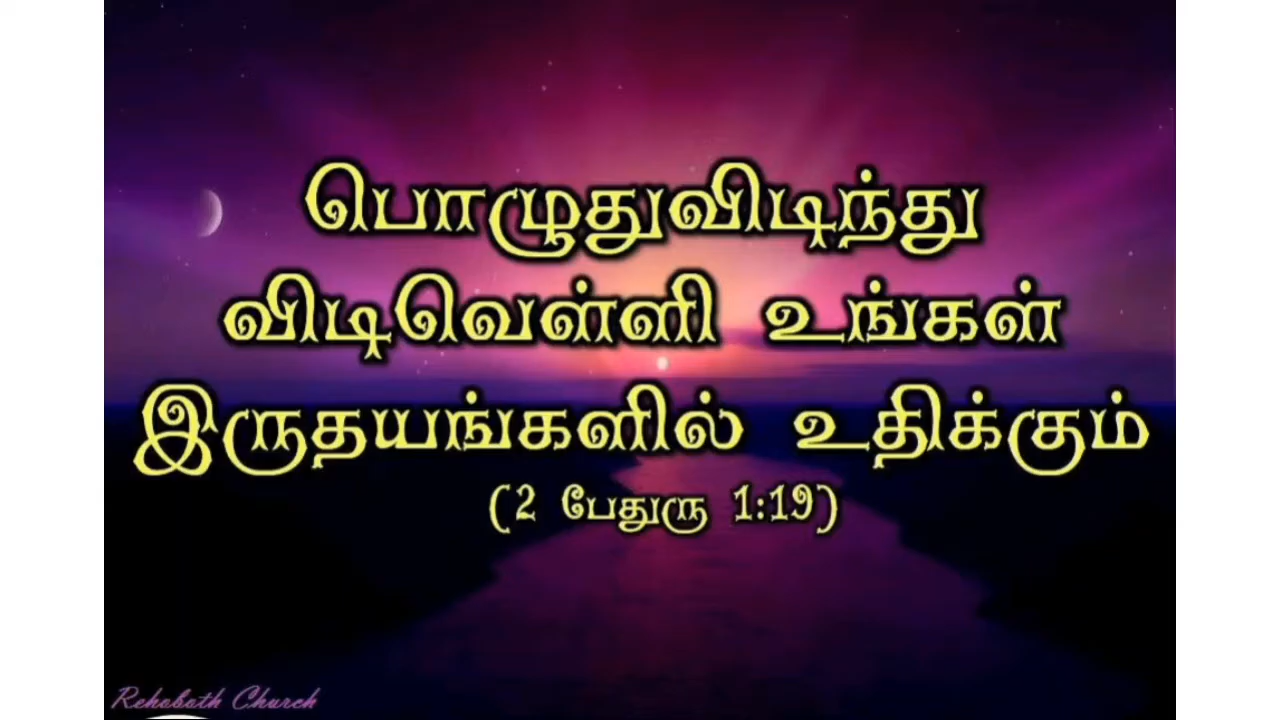 பொழுதுவிடிந்து
விடிவெள்ளி உங்கள்
இருதயங்களில் உதிக்கும்
(2 பேதுரு 1:19)
Rehoboth Church